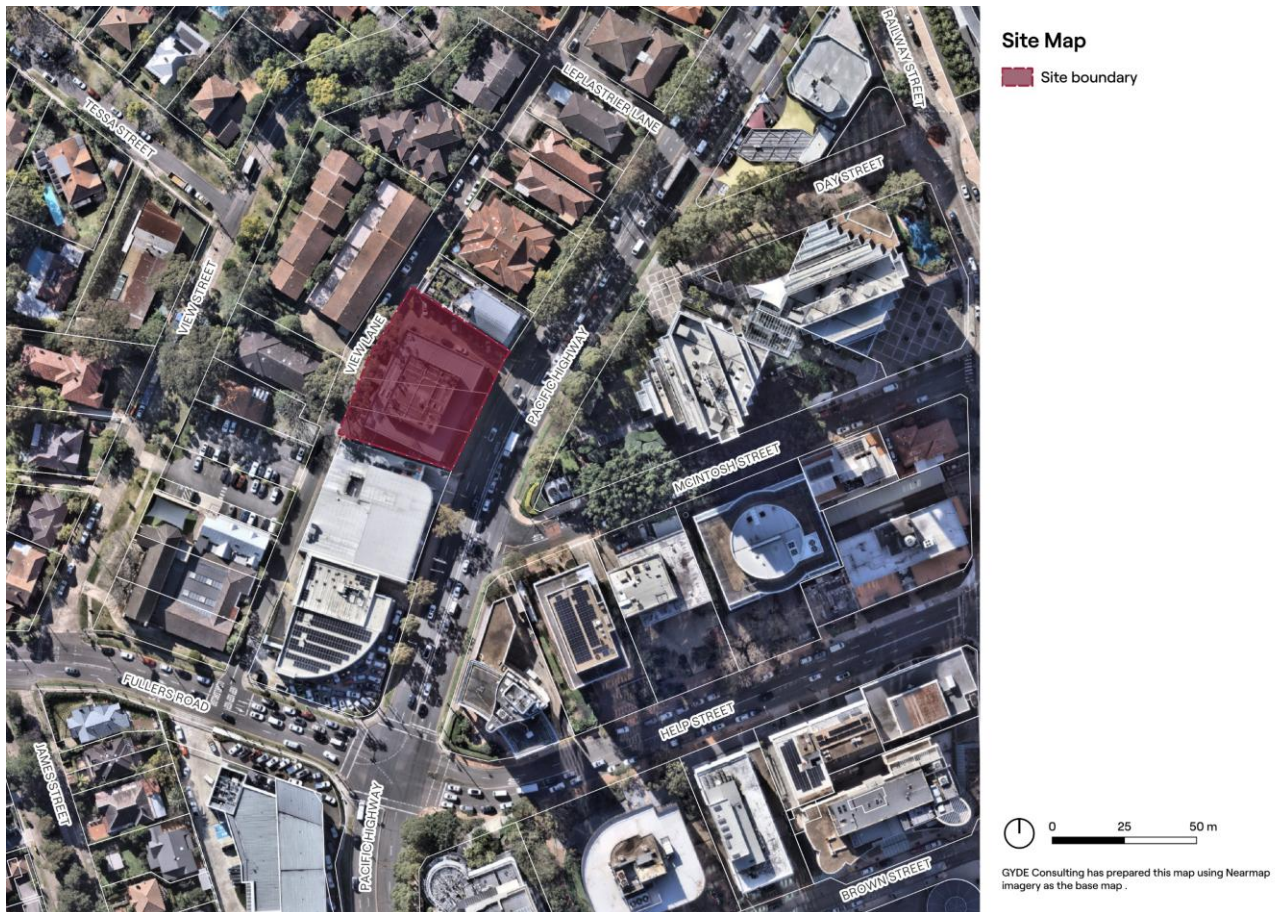 Site Map
Site boundary
RAILWAY STREET
LEPLASTRIER LANE
TESSA STREET
DAY STREET
VIEW STREET
VIEW LANE
PACIFIC HIGHWAY
MCINTOSH STREET
FULLERS ROAD
HELP STREET
JAMES STREET
PACIFIC HIGHWAY
BROWN STREET
0 25 50 m
GYDE Consulting has prepared this map using Nearmap
imagery as the base map .